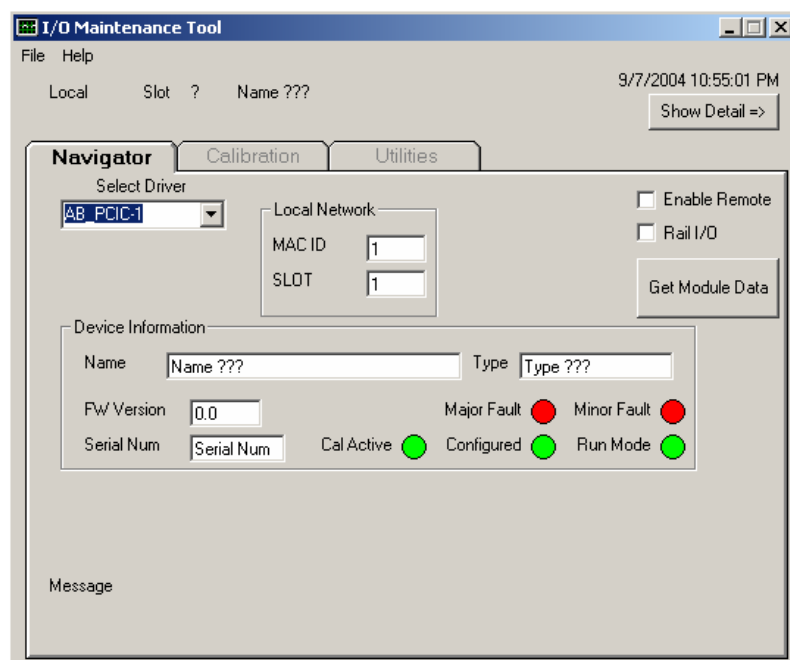 I/O Maintenance Tool
File Help
Local Slot ? Name ???
9/7/2004 10:55:01 PM
Show Detail =>
Navigator Calibration Utilities
Select Driver
AB_PCIC-1
Local Network
MAC ID 1
SLOT 1
Enable Remote
Rail I/O
Get Module Data
Device Information
Name Name ??? Type Type ???
FW Version 0.0 Major Fault Minor Fault
Serial Num Serial Num Cal Active Configured Run Mode
Message